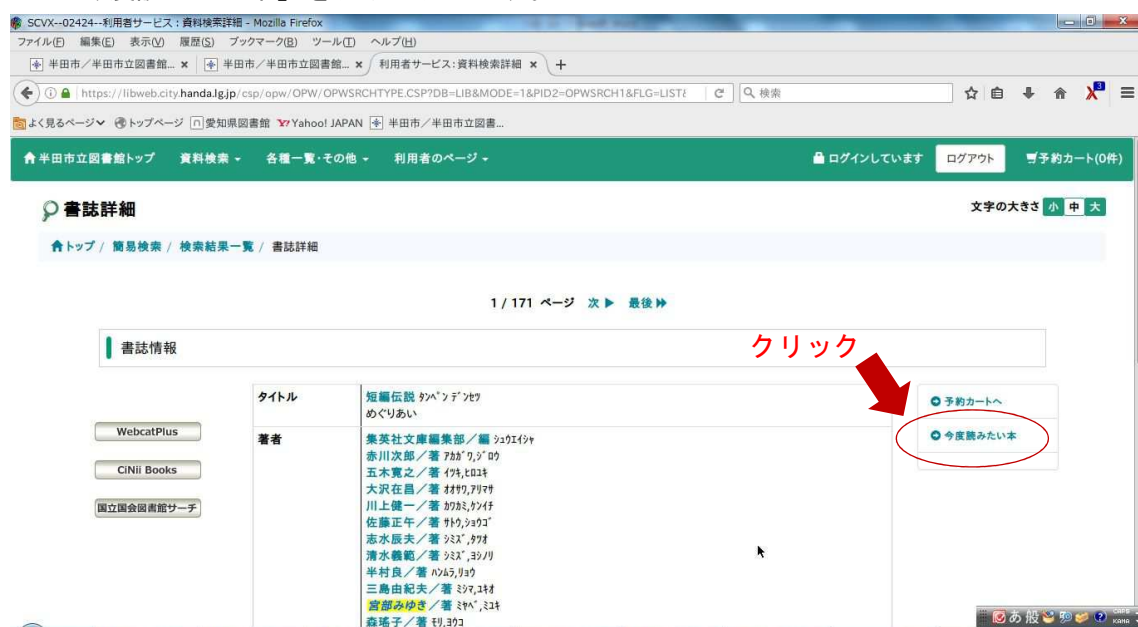 SCVX--02424--利用者サービス：資料検索詳細 - Mozilla Firefox
ファイル(F) 編集(E) 表示(V) 履歴(S) ブックマーク(B) ツール(T) ヘルプ(H)
半田市／半田市立図書館... × 半田市／半田市立図書館... × 利用者サービス：資料検索詳細 × +
https://libweb.city.handa.lg.jp/csp/opw/OPW/OPWSRCHTYPE.CSP?DB=LIB&MODE=1&PID2=OPWSRCH1&FLG=LIST& 検索
よく見るページ トップページ 愛知県図書館 Yahoo! JAPAN 半田市／半田市立図書...
半田市立図書館トップ 資料検索 各種一覧・その他 利用者のページ ログインしています ログアウト 予約カート(0件)
書誌詳細 文字の大きさ 小 中 大
トップ / 簡易検索 / 検索結果一覧 / 書誌詳細
1 / 171 ページ 次 最後
書誌情報
クリック
タイトル 短編伝説 ﾀﾝﾍﾟﾝ ﾃﾞﾝｾﾂ
めぐりあい
予約カートへ
今度読みたい本
WebcatPlus
CiNii Books
国立国会図書館サーチ
著者 集英社文庫編集部／編 ｼｭｳｴｲｼｬ
赤川次郎／著 ｱｶｶﾞﾜ,ｼﾞﾛｳ
五木寛之／著 ｲﾂｷ,ﾋﾛﾕｷ
大沢在昌／著 ｵｵｻﾜ,ｱﾘﾏｻ
川上健一／著 ｶﾜｶﾐ,ｹﾝｲﾁ
佐藤正午／著 ｻﾄｳ,ｼｮｳｺﾞ
志水辰夫／著 ｼﾐｽﾞ,ﾀﾂｵ
清水義範／著 ｼﾐｽﾞ,ﾖｼﾉﾘ
半村良／著 ﾊﾝﾑﾗ,ﾘｮｳ
三島由紀夫／著 ﾐｼﾏ,ﾕｷｵ
宮部みゆき／著 ﾐﾔﾍﾞ,ﾐﾕｷ
森瑤子／著 ﾓﾘ,ﾖｳｺ
あ 般 CAPS KANA